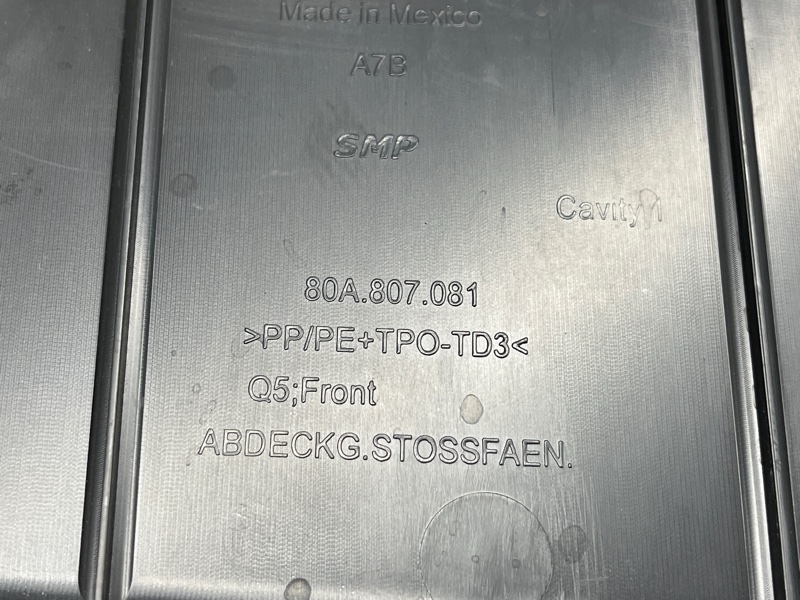 Made in Mexico
A7B
SMP
Cavity 1
80A.807.081
>PP/PE+TPO-TD3<
Q5;Front
ABDECKG.STOSSFAEN.